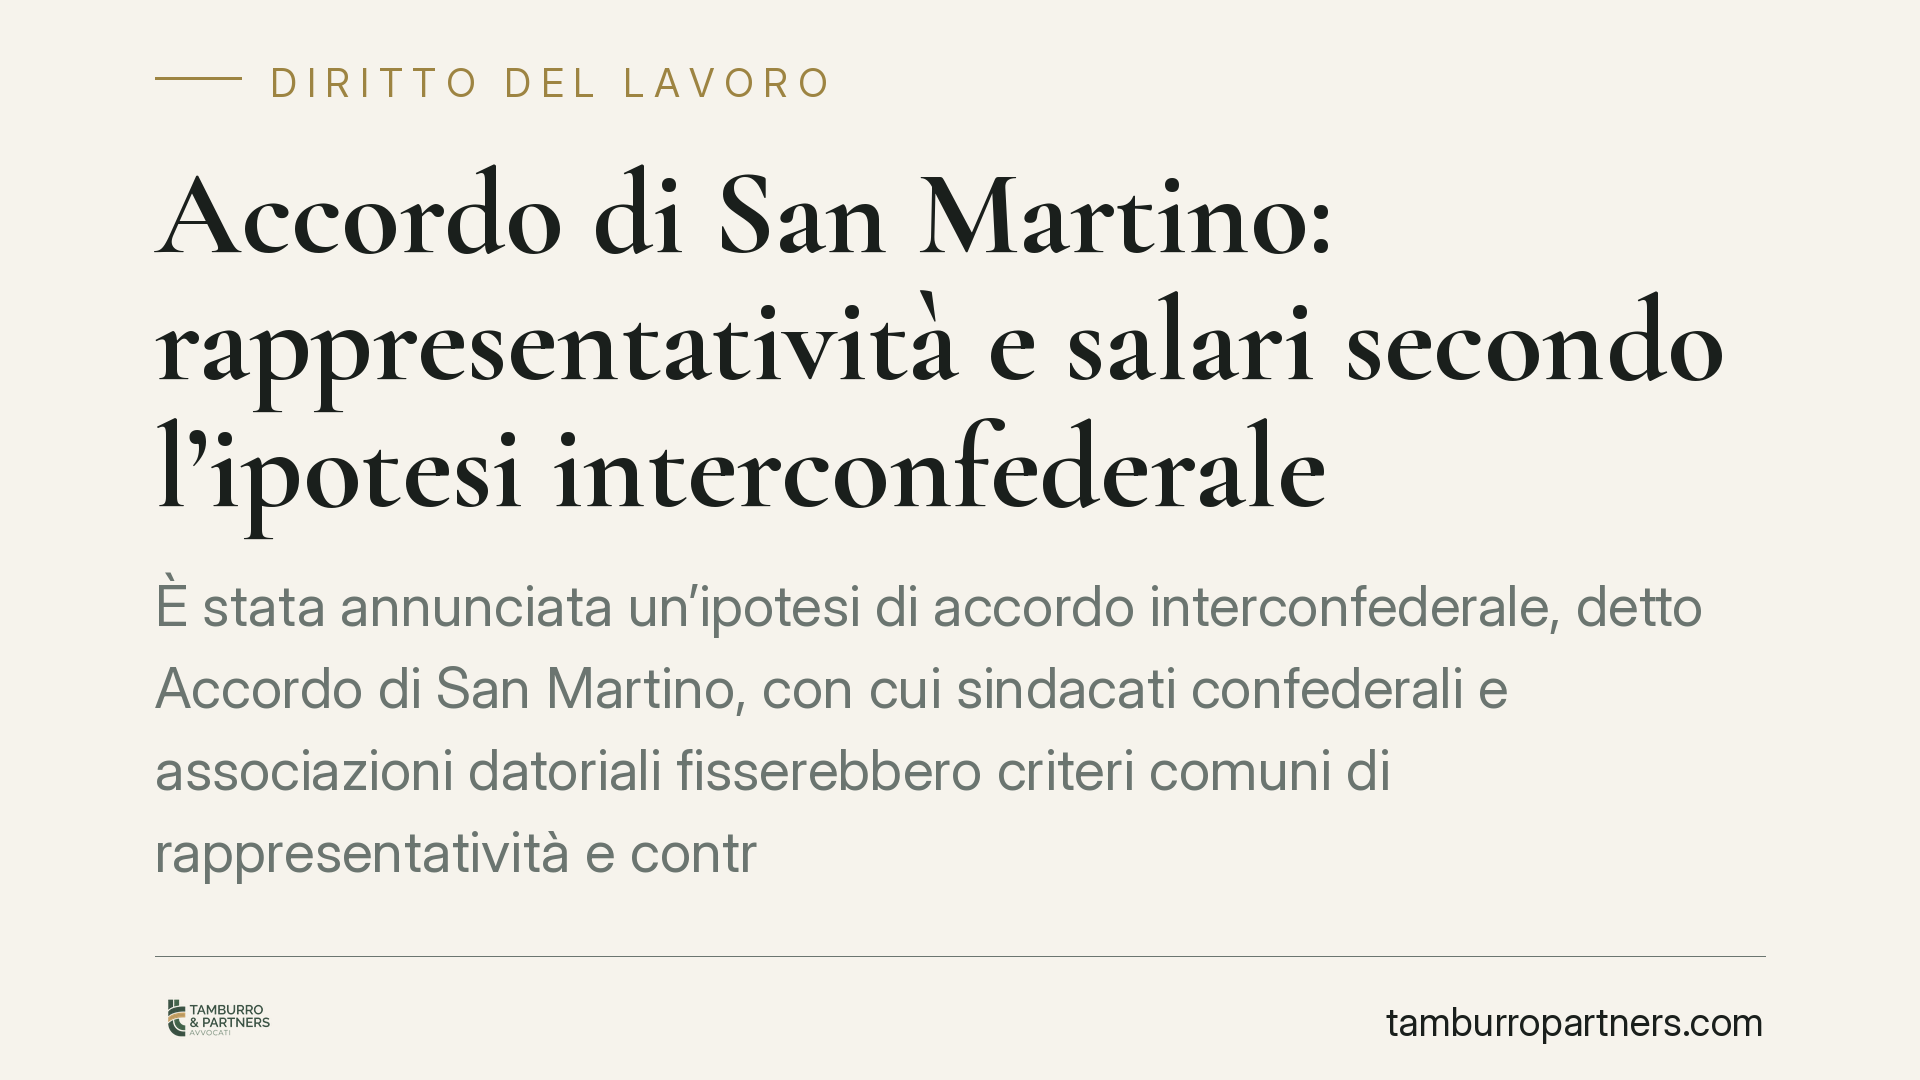 DIRITTO DEL LAVORO
Accordo di San Martino:
rappresentatività e salari secondo
l’ipotesi interconfederale
È stata annunciata un’ipotesi di accordo interconfederale, detto
Accordo di San Martino, con cui sindacati confederali e
associazioni datoriali fisserebbero criteri comuni di
rappresentatività e contr
TAMBURRO
& PARTNERS
AVVOCATI
tamburropartners.com